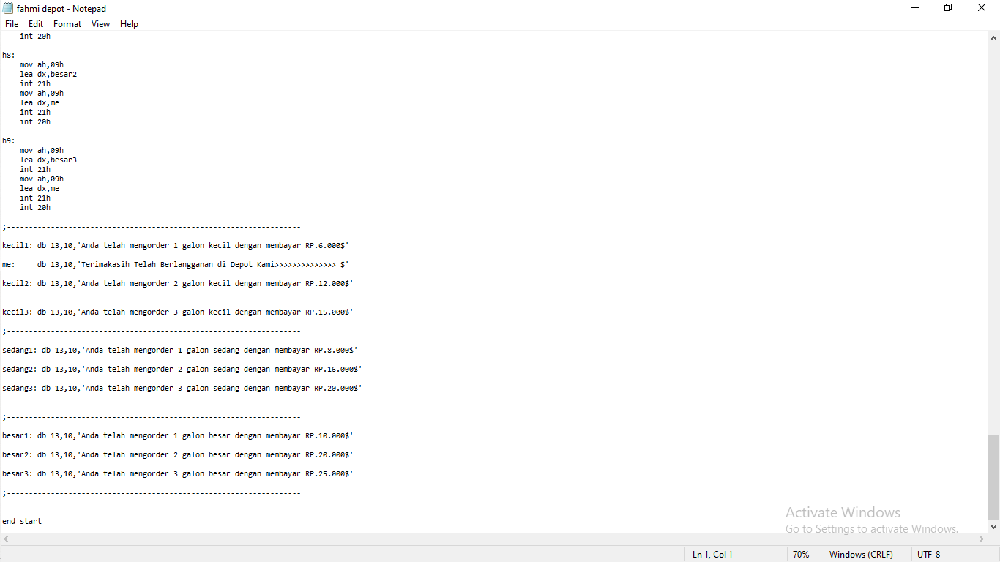 fahmi depot - Notepad
File Edit Format View Help
int 20h
h8:
mov ah,09h
lea dx,besar2
int 21h
mov ah,09h
lea dx,me
int 21h
int 20h
h9:
mov ah,09h
lea dx,besar3
int 21h
mov ah,09h
lea dx,me
int 21h
int 20h
;-------------------------------------------------------------------
kecil1: db 13,10,'Anda telah mengorder 1 galon kecil dengan membayar RP.6.000$'
me: db 13,10,'Terimakasih Telah Berlangganan di Depot Kami>>>>>>>>>>>>>> $'
kecil2: db 13,10,'Anda telah mengorder 2 galon kecil dengan membayar RP.12.000$'
kecil3: db 13,10,'Anda telah mengorder 3 galon kecil dengan membayar RP.15.000$'
;-------------------------------------------------------------------
sedang1: db 13,10,'Anda telah mengorder 1 galon sedang dengan membayar RP.8.000$'
sedang2: db 13,10,'Anda telah mengorder 2 galon sedang dengan membayar RP.16.000$'
sedang3: db 13,10,'Anda telah mengorder 3 galon sedang dengan membayar RP.20.000$'
;-------------------------------------------------------------------
besar1: db 13,10,'Anda telah mengorder 1 galon besar dengan membayar RP.10.000$'
besar2: db 13,10,'Anda telah mengorder 2 galon besar dengan membayar RP.20.000$'
besar3: db 13,10,'Anda telah mengorder 3 galon besar dengan membayar RP.25.000$'
;-------------------------------------------------------------------
end start
Activate Windows
Go to Settings to activate Windows.
Ln 1, Col 1 70% Windows (CRLF) UTF-8